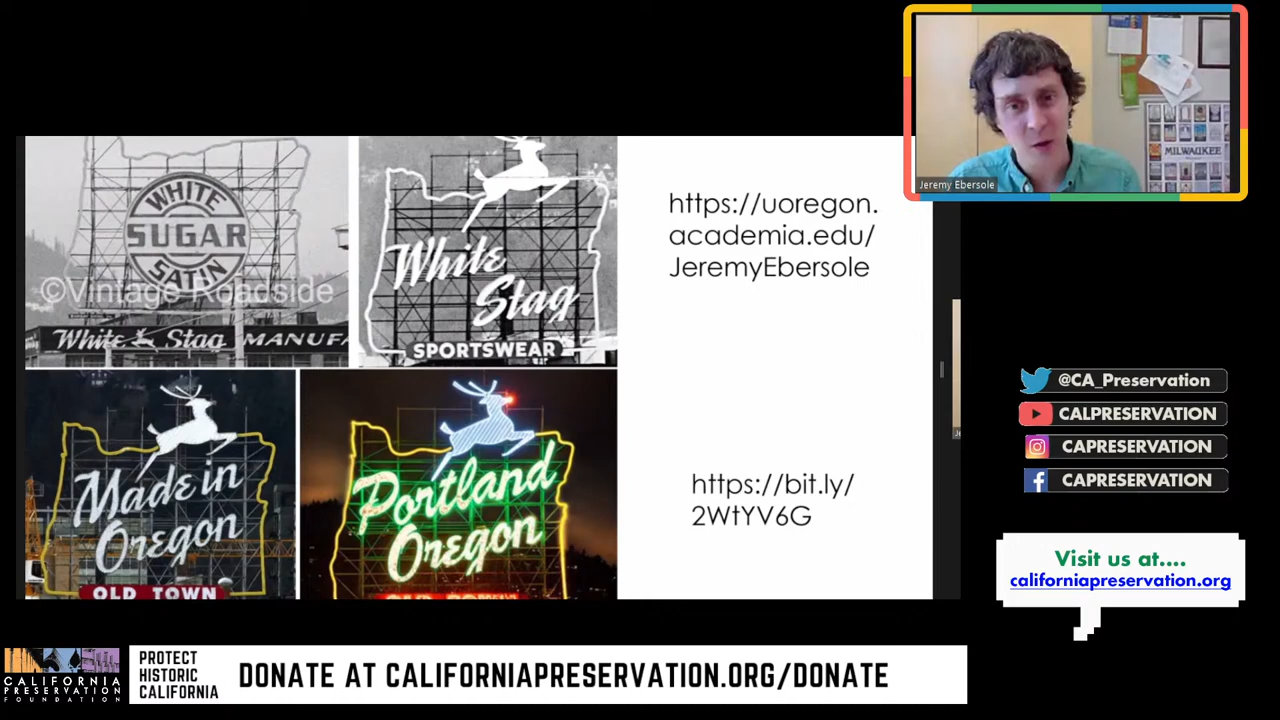 WHITE
SUGAR
SATIN
©Vintage Roadside
White Stag MANUFA
White
Stag
SPORTSWEAR
Made in
Oregon
OLD TOWN
Portland
Oregon
https://uoregon.
academia.edu/
JeremyEbersole
https://bit.ly/
2WtYV6G
MILWAUKEE
Jeremy Ebersole
@CA_Preservation
CALPRESERVATION
CAPRESERVATION
CAPRESERVATION
Visit us at....
californiapreservation.org
CALIFORNIA
PRESERVATION
FOUNDATION
PROTECT
HISTORIC
CALIFORNIA
DONATE AT CALIFORNIAPRESERVATION.ORG/DONATE